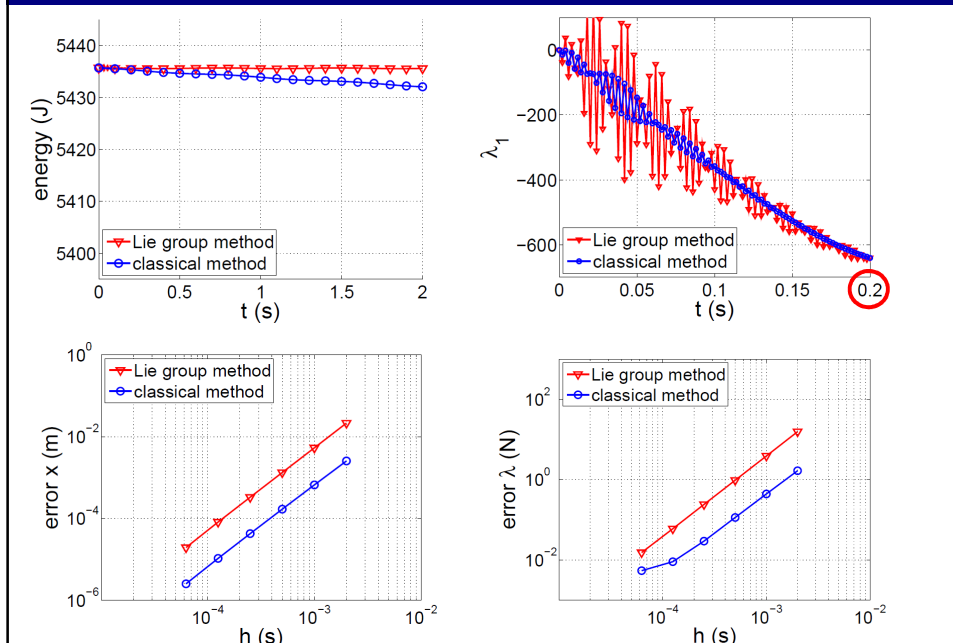 5440
5430
5420
5410
5400
energy (J)
Lie group method
classical method
0 0.5 1 1.5 2
t (s)
0
−200
−400
−600
λ1
Lie group method
classical method
0 0.05 0.1 0.15 0.2
t (s)
10^0
10^−2
10^−4
10^−6
error x (m)
Lie group method
classical method
10^−4 10^−3 10^−2
h (s)
10^2
10^0
10^−2
error λ (N)
Lie group method
classical method
10^−4 10^−3 10^−2
h (s)